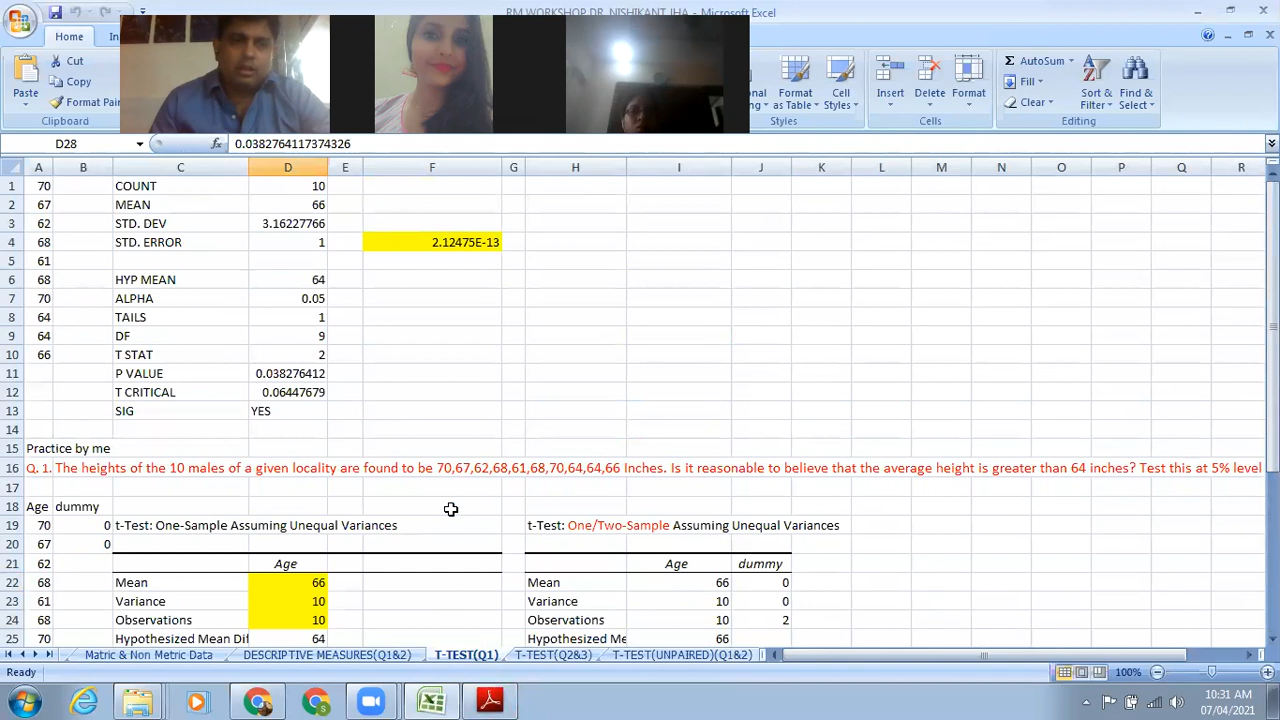 RM WORKSHOP DR. NISHIKANT JHA - Microsoft Excel
Home In
Cut
Copy
Format Pai
Paste
Clipboard
Format as Table
Cell Styles
Styles
Insert
Delete
Format
Cells
AutoSum
Fill
Clear
Sort & Filter
Find & Select
Editing
D28 fx 0.0382764117374326
A B C D E F G H I J K L M N O P Q R
1 70 COUNT 10
2 67 MEAN 66
3 62 STD. DEV 3.16227766
4 68 STD. ERROR 1 2.12475E-13
5 61
6 68 HYP MEAN 64
7 70 ALPHA 0.05
8 64 TAILS 1
9 64 DF 9
10 66 T STAT 2
11 P VALUE 0.038276412
12 T CRITICAL 0.06447679
13 SIG YES
14
15 Practice by me
16 Q. 1. The heights of the 10 males of a given locality are found to be 70,67,62,68,61,68,70,64,64,66 Inches. Is it reasonable to believe that the average height is greater than 64 inches? Test this at 5% level
17
18 Age dummy
19 70 0 t-Test: One-Sample Assuming Unequal Variances t-Test: One/Two-Sample Assuming Unequal Variances
20 67 0
21 62 Age Age dummy
22 68 Mean 66 Mean 66 0
23 61 Variance 10 Variance 10 0
24 68 Observations 10 Observations 10 2
25 70 Hypothesized Mean Dif 64 Hypothesized Me 66
Matric & Non Metric Data DESCRIPTIVE MEASURES(Q1&2) T-TEST(Q1) T-TEST(Q2&3) T-TEST(UNPAIRED)(Q1&2)
Ready 100%
10:31 AM
07/04/2021